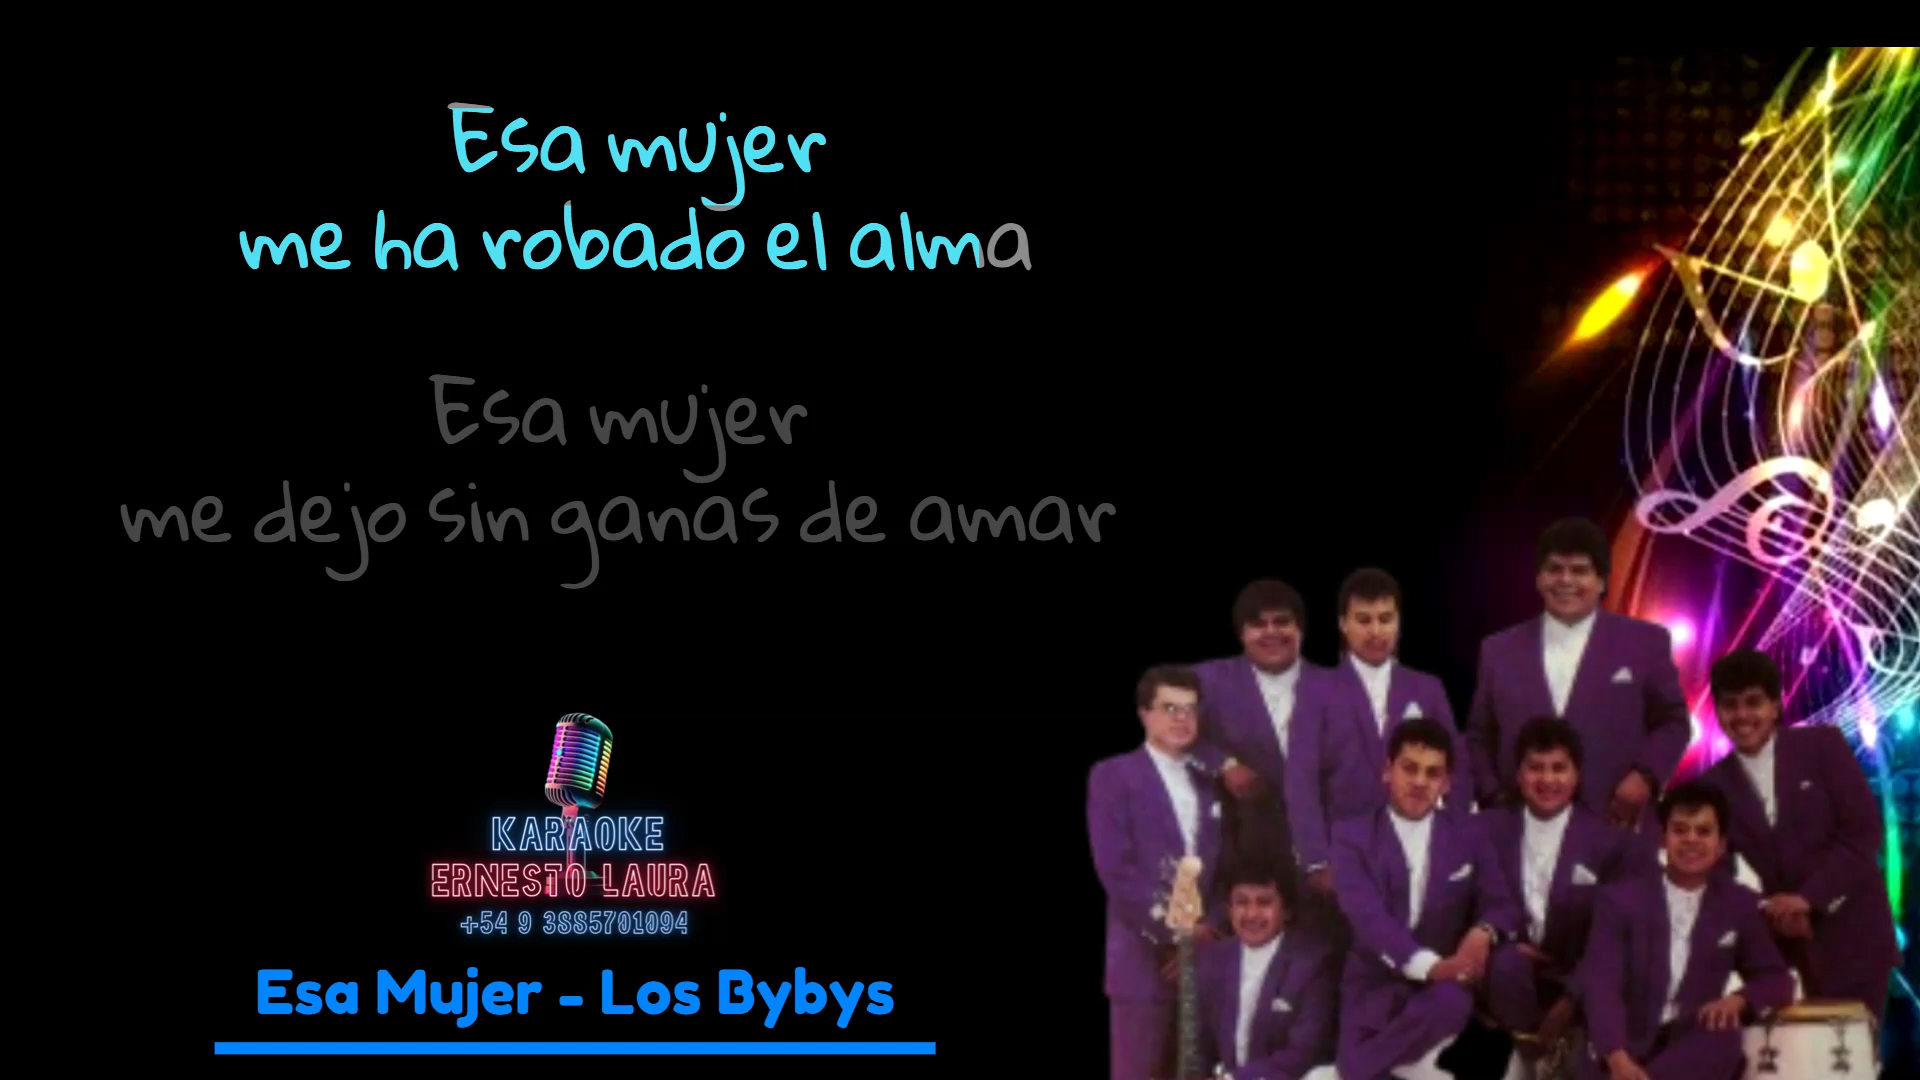 Esa mujer
me ha robado el alma
Esa mujer
me dejo sin ganas de amar
KARAOKE
ERNESTO LAURA
+54 9 3885701094
Esa Mujer - Los Bybys